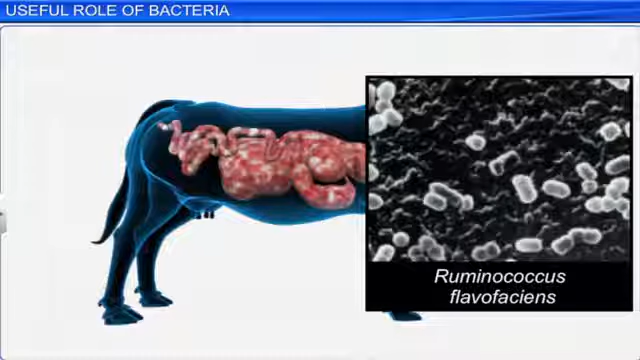 USEFUL ROLE OF BACTERIA
Ruminococcus
flavofaciens